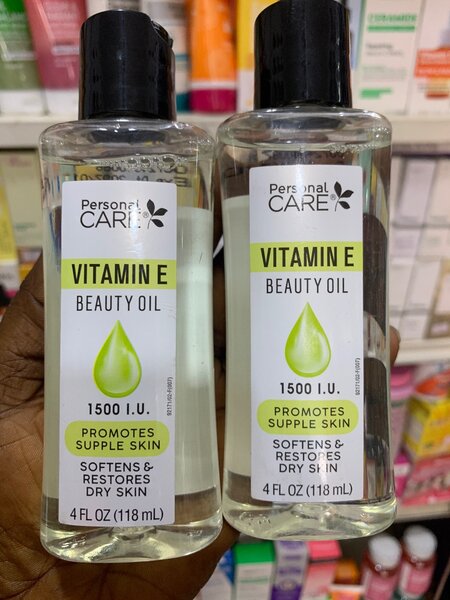 Personal
CARE®
VITAMIN E
BEAUTY OIL
1500 I.U.
PROMOTES
SUPPLE SKIN
SOFTENS &
RESTORES
DRY SKIN
4 FL OZ (118 mL)
Personal
CARE®
VITAMIN E
BEAUTY OIL
1500 I.U.
PROMOTES
SUPPLE SKIN
SOFTENS &
RESTORES
DRY SKIN
4 FL OZ (118 mL)
CERAMIDE